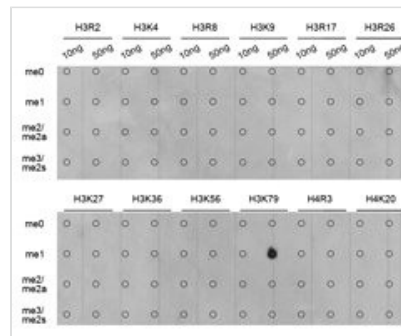 H3R2 H3K4 H3R8 H3K9 H3R17 H3R26
10ng 50ng 10ng 50ng 10ng 50ng 10ng 50ng 10ng 50ng 10ng 50ng
me0
me1
me2/
me2a
me3/
me2s
H3K27 H3K36 H3K56 H3K79 H4R3 H4K20
me0
me1
me2/
me2a
me3/
me2s